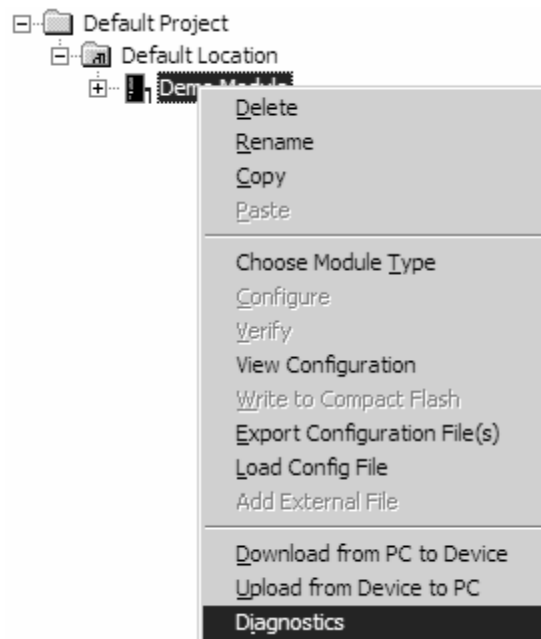 Default Project
Default Location
Demo Module
Delete
Rename
Copy
Paste
Choose Module Type
Configure
Verify
View Configuration
Write to Compact Flash
Export Configuration File(s)
Load Config File
Add External File
Download from PC to Device
Upload from Device to PC
Diagnostics